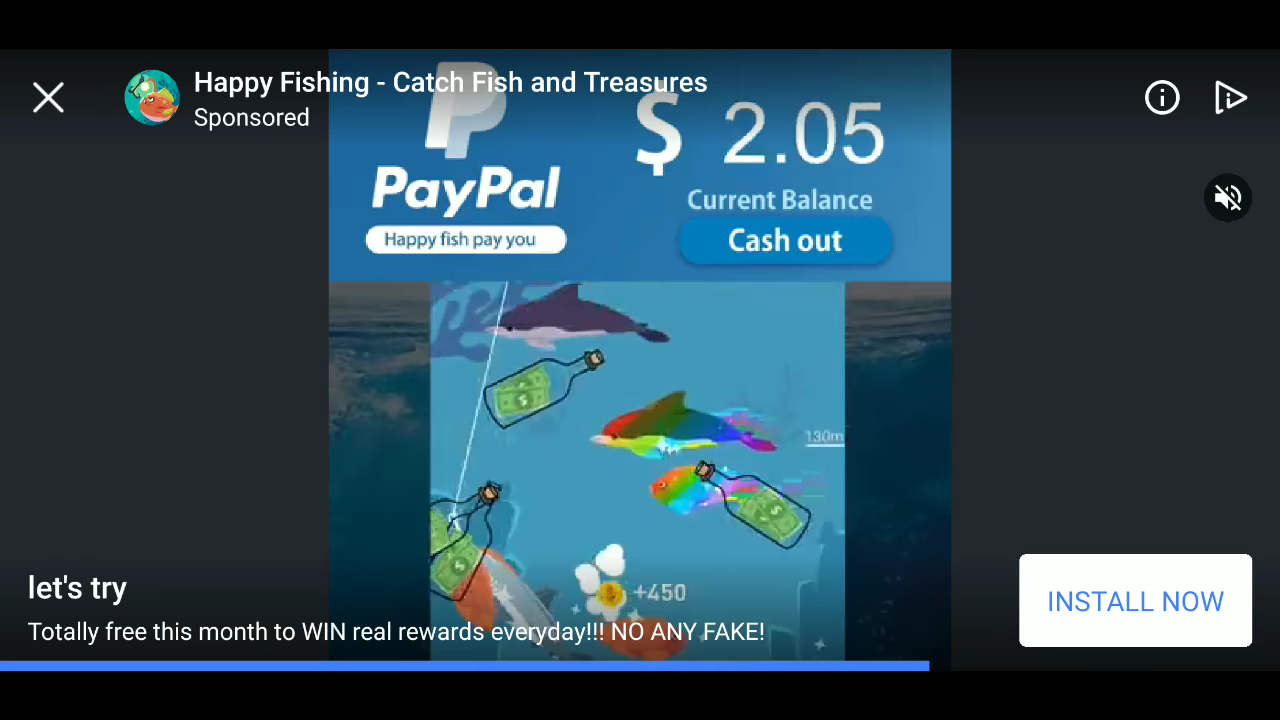 Happy Fishing - Catch Fish and Treasures
Sponsored
$ 2.05
PayPal
Current Balance
Happy fish pay you
Cash out
130m
+450
let's try
Totally free this month to WIN real rewards everyday!!! NO ANY FAKE!
INSTALL NOW